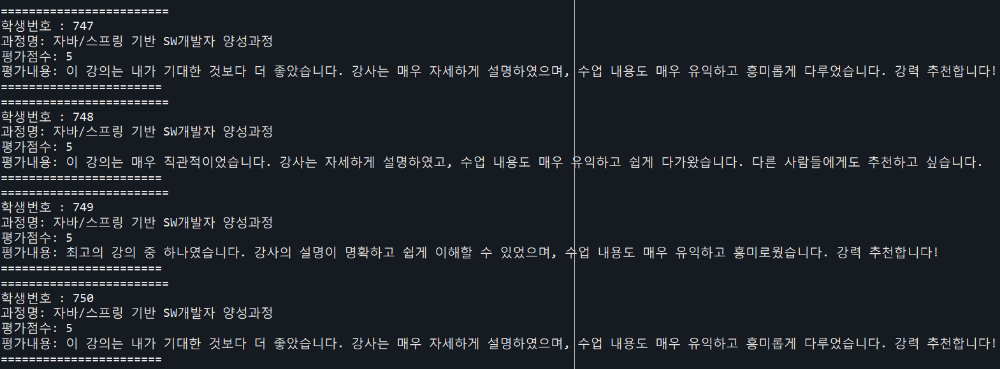 ========================
학생번호 : 747
과정명: 자바/스프링 기반 SW개발자 양성과정
평가점수: 5
평가내용: 이 강의는 내가 기대한 것보다 더 좋았습니다. 강사는 매우 자세하게 설명하였으며, 수업 내용도 매우 유익하고 흥미롭게 다루었습니다. 강력 추천합니다!
=======================
========================
학생번호 : 748
과정명: 자바/스프링 기반 SW개발자 양성과정
평가점수: 5
평가내용: 이 강의는 매우 직관적이었습니다. 강사는 자세하게 설명하였고, 수업 내용도 매우 유익하고 쉽게 다가왔습니다. 다른 사람들에게도 추천하고 싶습니다.
=======================
========================
학생번호 : 749
과정명: 자바/스프링 기반 SW개발자 양성과정
평가점수: 5
평가내용: 최고의 강의 중 하나였습니다. 강사의 설명이 명확하고 쉽게 이해할 수 있었으며, 수업 내용도 매우 유익하고 흥미로웠습니다. 강력 추천합니다!
=======================
========================
학생번호 : 750
과정명: 자바/스프링 기반 SW개발자 양성과정
평가점수: 5
평가내용: 이 강의는 내가 기대한 것보다 더 좋았습니다. 강사는 매우 자세하게 설명하였으며, 수업 내용도 매우 유익하고 흥미롭게 다루었습니다. 강력 추천합니다!
=======================